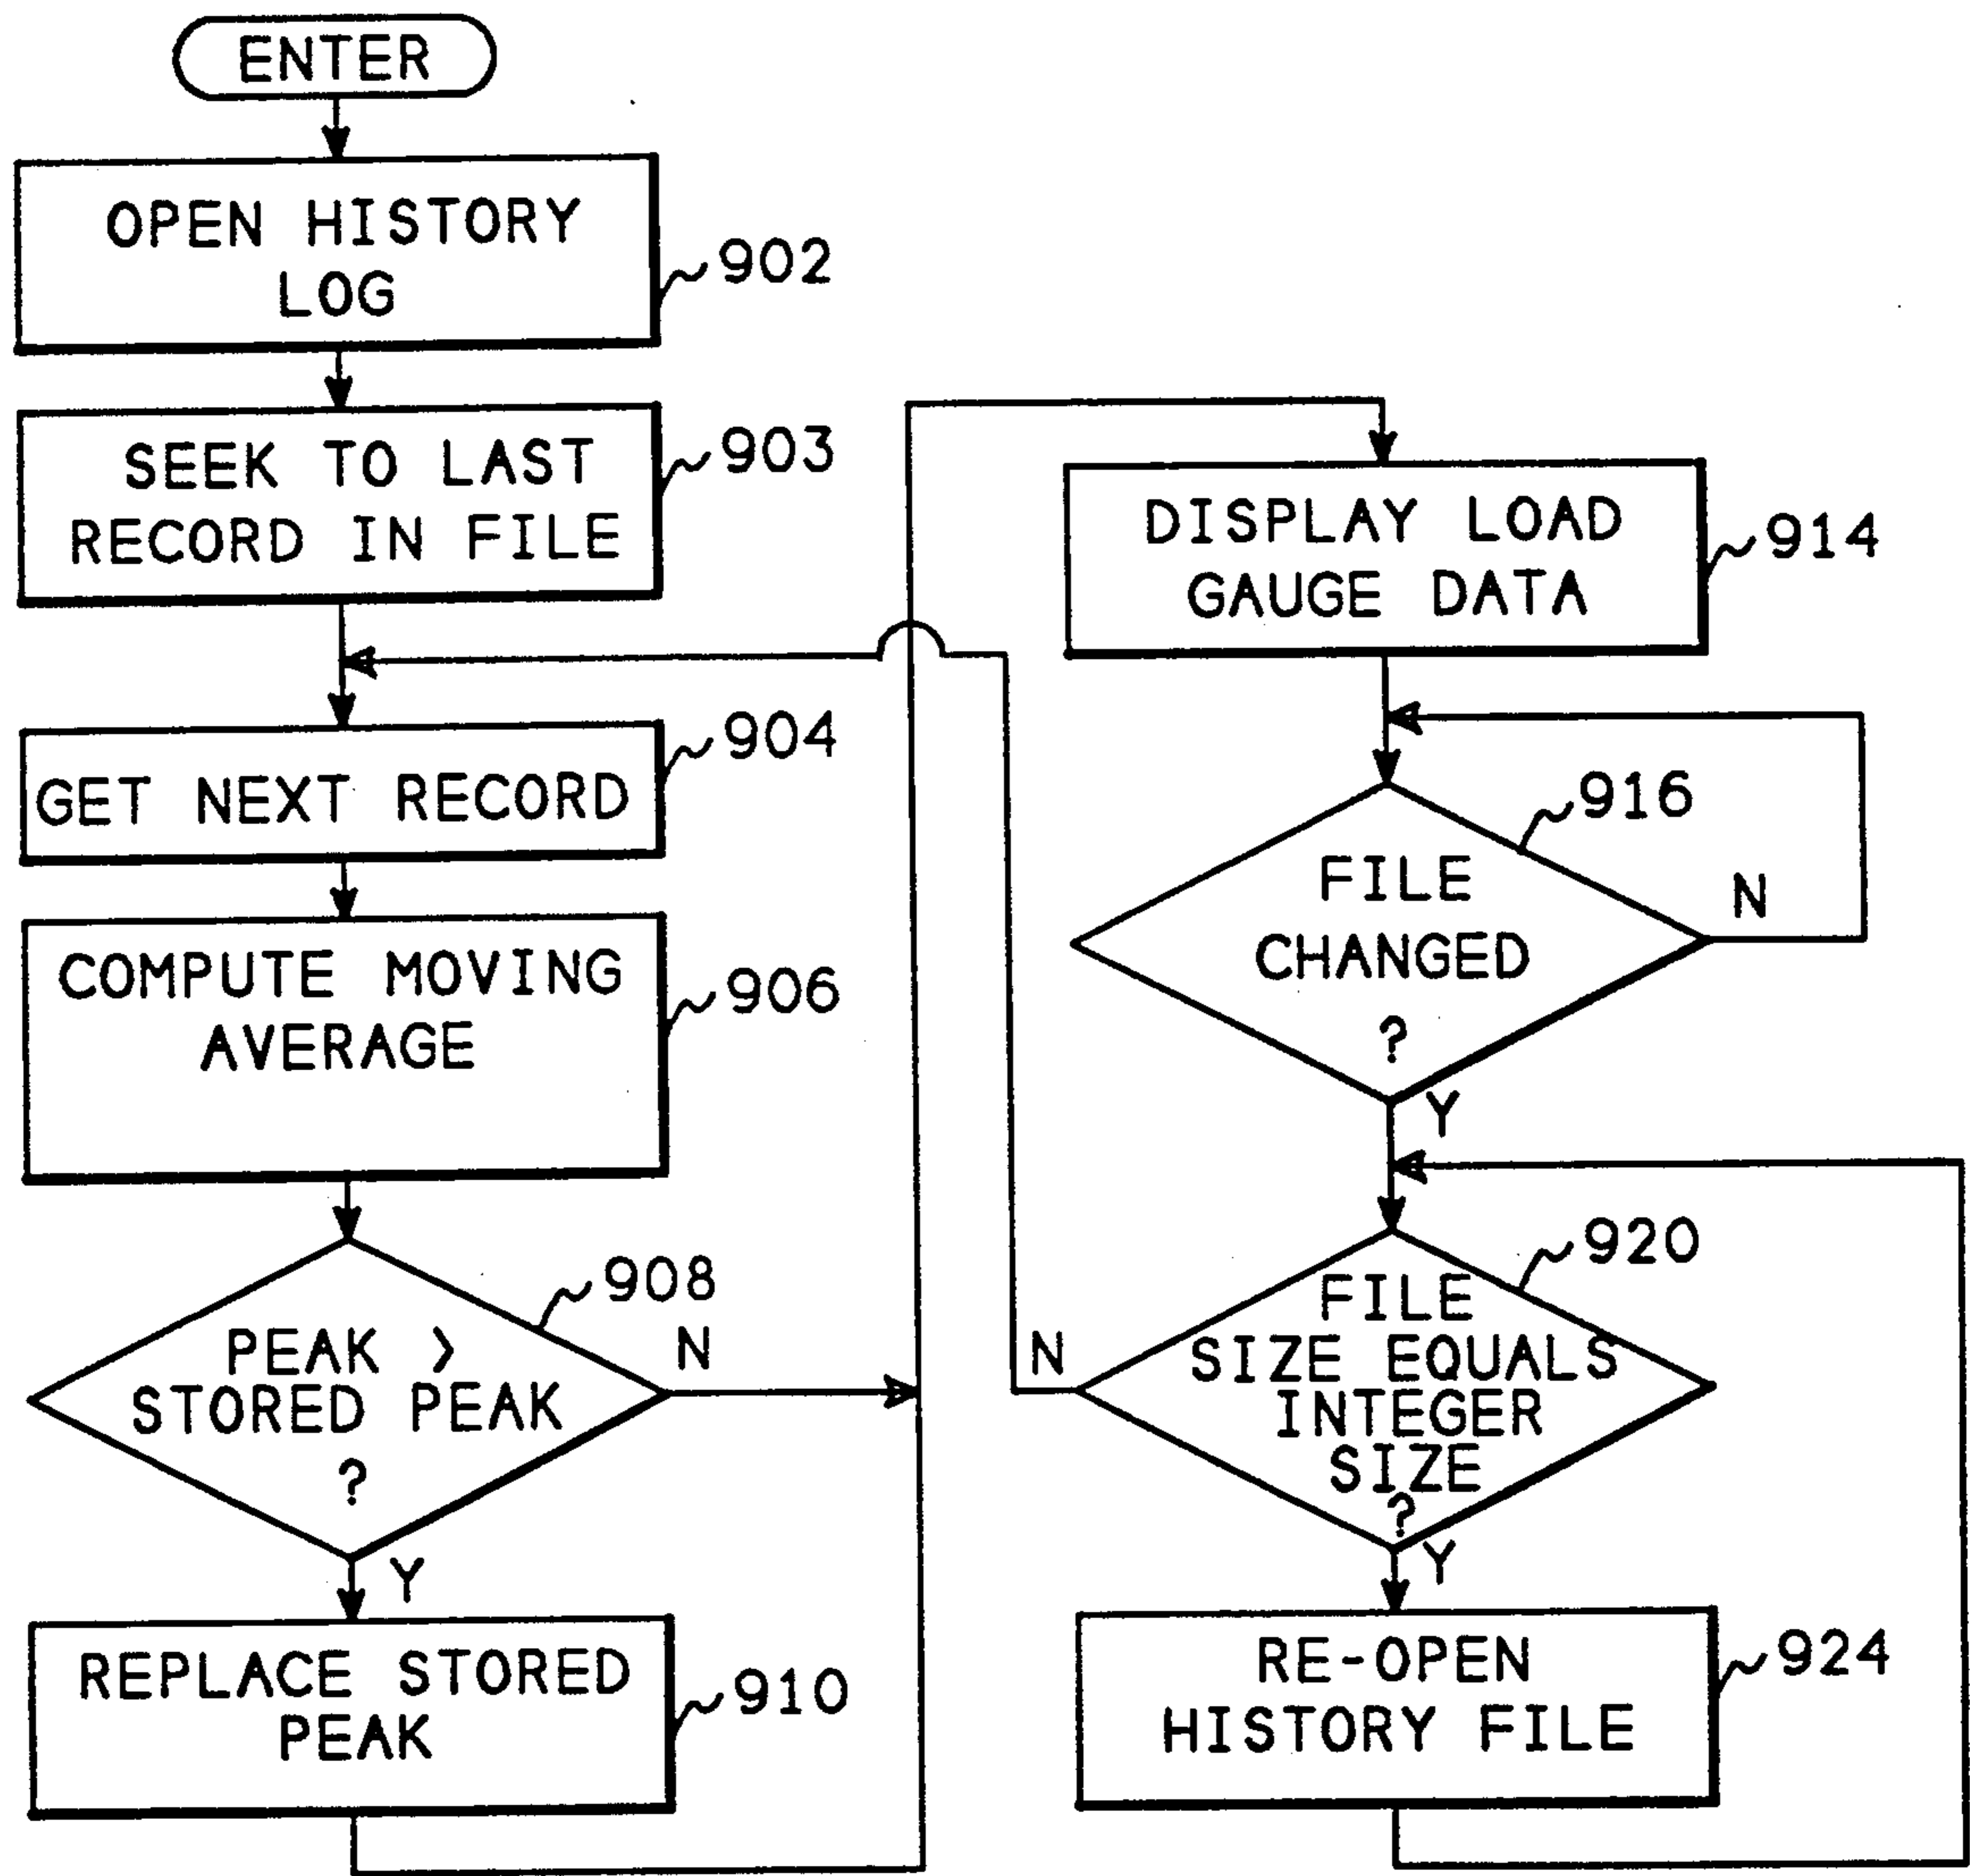 ENTER
OPEN HISTORY
LOG
902
SEEK TO LAST
RECORD IN FILE
903
GET NEXT RECORD
904
COMPUTE MOVING
AVERAGE
906
PEAK >
STORED PEAK
?
908
N
Y
REPLACE STORED
PEAK
910
DISPLAY LOAD
GAUGE DATA
914
FILE
CHANGED
?
916
N
Y
FILE
SIZE EQUALS
INTEGER
SIZE
?
920
N
Y
RE-OPEN
HISTORY FILE
924